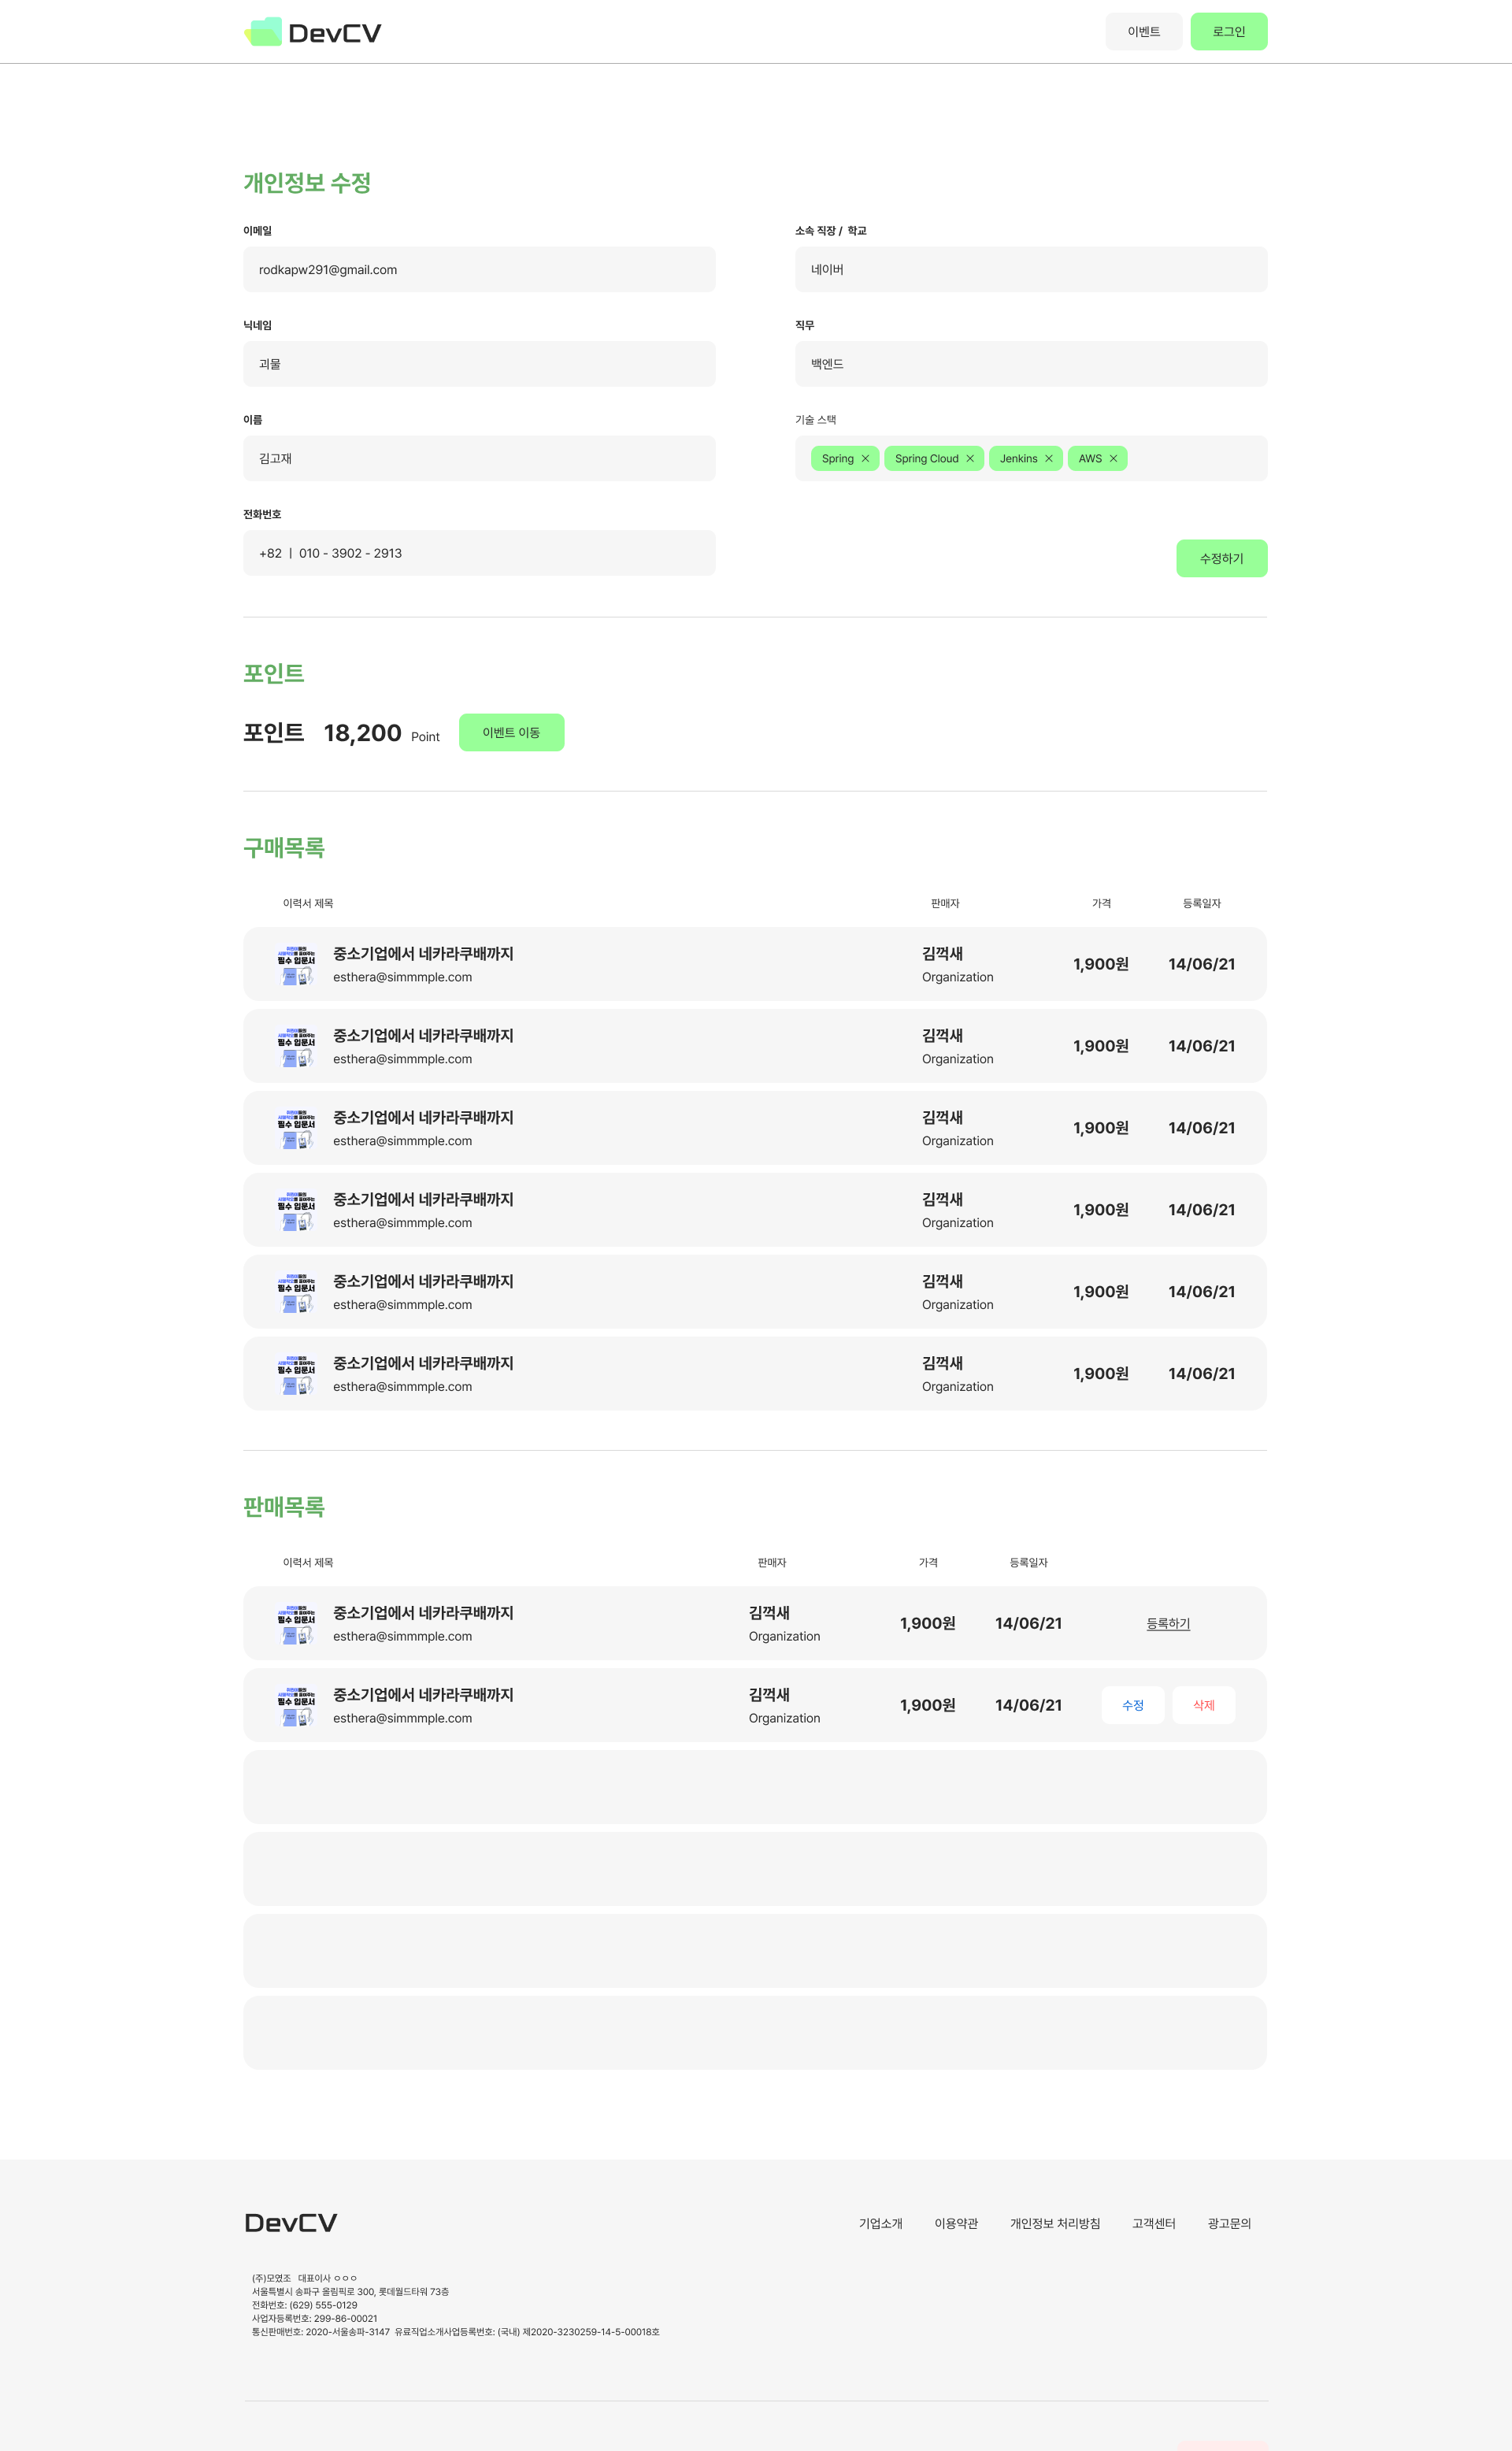 DevCV
이벤트
로그인
개인정보 수정
이메일
소속 직장 / 학교
rodkapw291@gmail.com
네이버
닉네임
직무
괴물
백엔드
이름
기술 스택
김고재
Spring
Spring Cloud
Jenkins
AWS
전화번호
+82 | 010 - 3902 - 2913
수정하기
포인트
포인트 18,200 Point
이벤트 이동
구매목록
이력서 제목 판매자 가격 등록일자
필수 입문서
중소기업에서 네카라쿠배까지 김꺽새
1,900원 14/06/21
esthera@simmmple.com Organization
필수 입문서
중소기업에서 네카라쿠배까지 김꺽새
1,900원 14/06/21
esthera@simmmple.com Organization
필수 입문서
중소기업에서 네카라쿠배까지 김꺽새
1,900원 14/06/21
esthera@simmmple.com Organization
필수 입문서
중소기업에서 네카라쿠배까지 김꺽새
1,900원 14/06/21
esthera@simmmple.com Organization
필수 입문서
중소기업에서 네카라쿠배까지 김꺽새
1,900원 14/06/21
esthera@simmmple.com Organization
필수 입문서
중소기업에서 네카라쿠배까지 김꺽새
1,900원 14/06/21
esthera@simmmple.com Organization
판매목록
이력서 제목 판매자 가격 등록일자
필수 입문서
중소기업에서 네카라쿠배까지 김꺽새
1,900원 14/06/21 등록하기
esthera@simmmple.com Organization
필수 입문서
중소기업에서 네카라쿠배까지 김꺽새
1,900원 14/06/21 수정 삭제
esthera@simmmple.com Organization
DevCV
기업소개 이용약관 개인정보 처리방침 고객센터 광고문의
(주)모였조 대표이사 ㅇㅇㅇ
서울특별시 송파구 올림픽로 300, 롯데월드타워 73층
전화번호: (629) 555-0129
사업자등록번호: 299-86-00021
통신판매번호: 2020-서울송파-3147 유료직업소개사업등록번호: (국내) 제2020-3230259-14-5-00018호